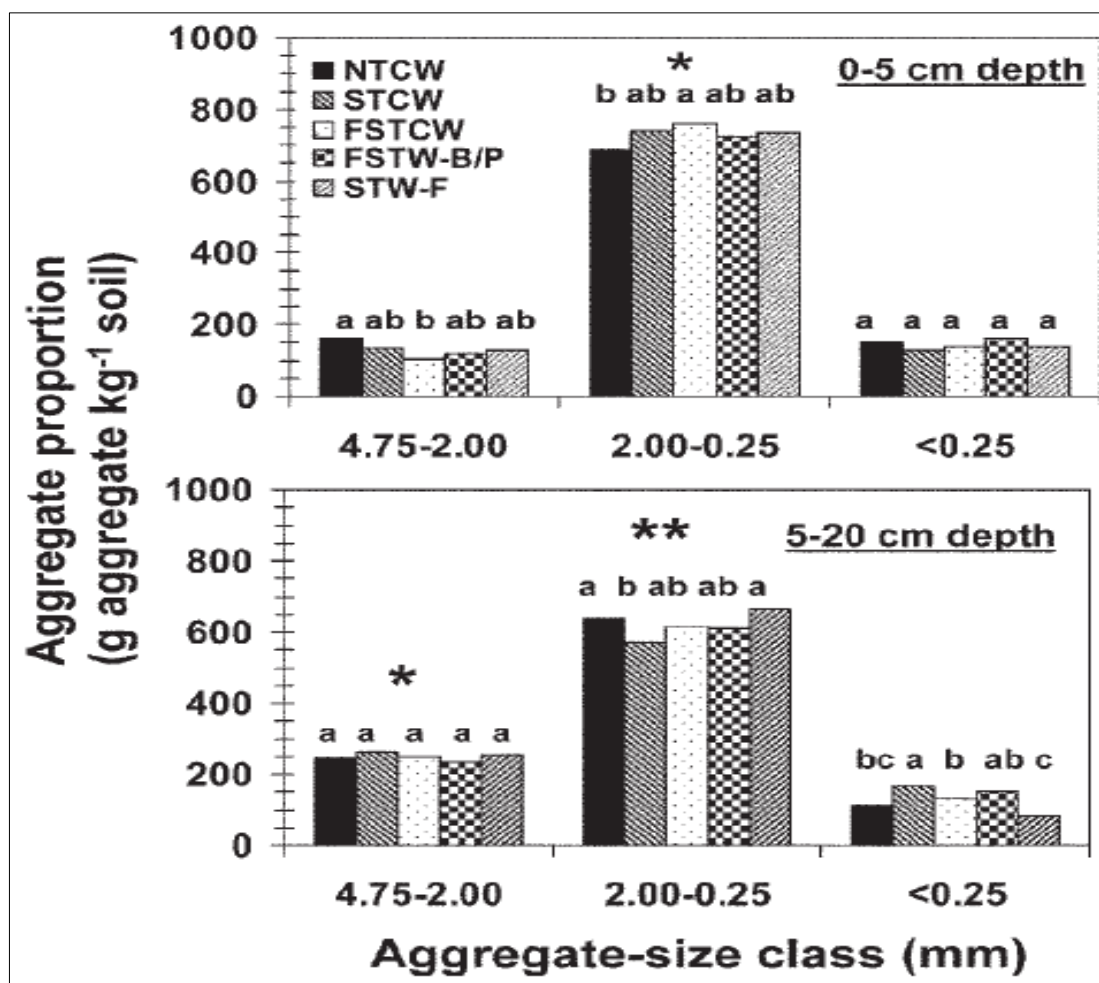 Aggregate proportion
(g aggregate kg⁻¹ soil)
1000
800
600
400
200
0
NTCW
STCW
FSTCW
FSTW-B/P
STW-F
0-5 cm depth
*
b ab a ab ab
a ab b ab ab
a a a a a
4.75-2.00 2.00-0.25 <0.25
1000
800
600
400
200
0
5-20 cm depth
**
a b ab ab a
*
a a a a a
bc a b ab c
4.75-2.00 2.00-0.25 <0.25
Aggregate-size class (mm)